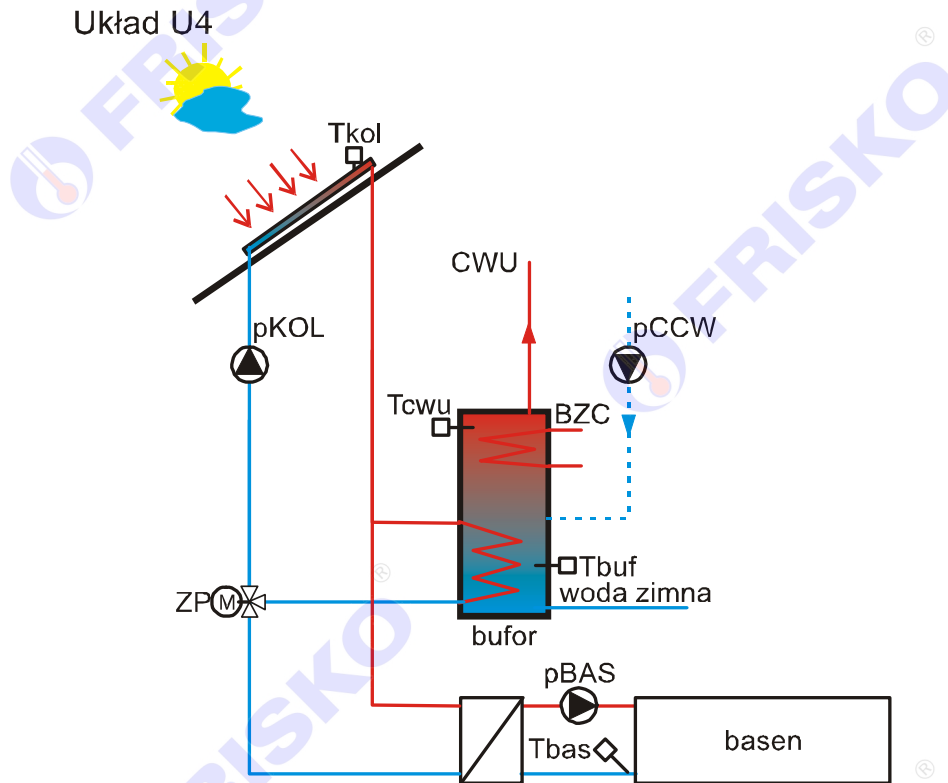 Układ U4
FRISKO
®
Tkol
FRISKO
CWU
pKOL
pCCW
Tcwu
BZC
Tbuf
ZP
M
woda zimna
®
bufor
FRISKO
pBAS
Tbas
basen
®